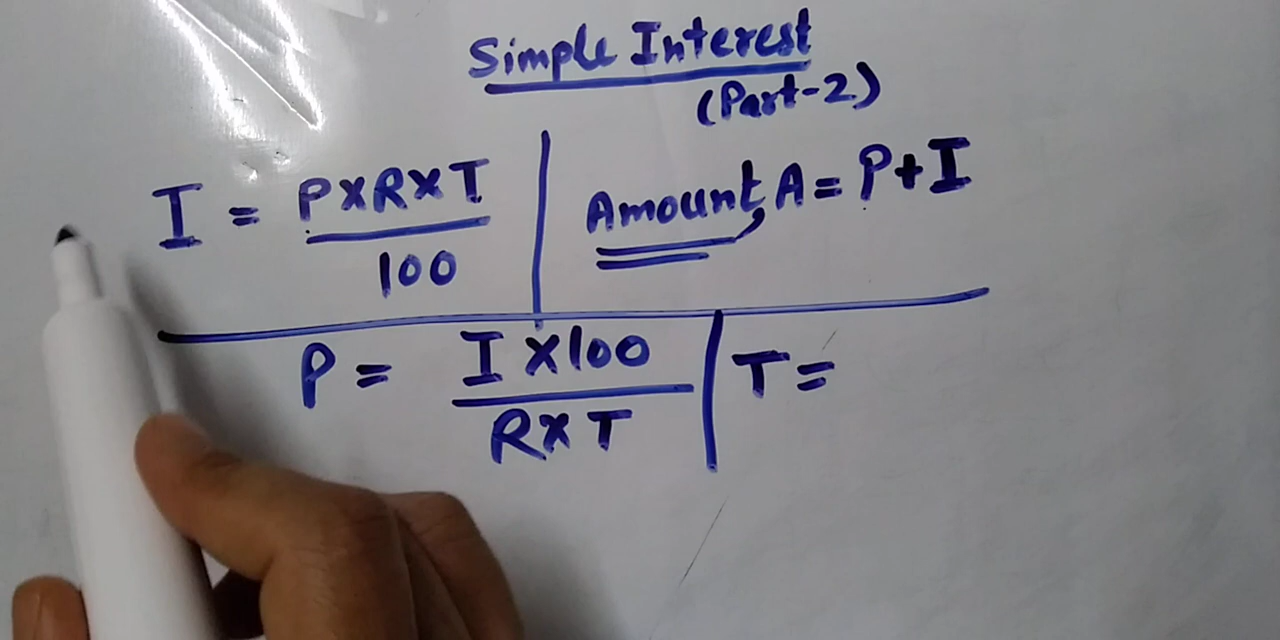 Simple Interest
(Part-2)
I = P×R×T
100
Amount, A = P+I
P = I×100
R×T
T =